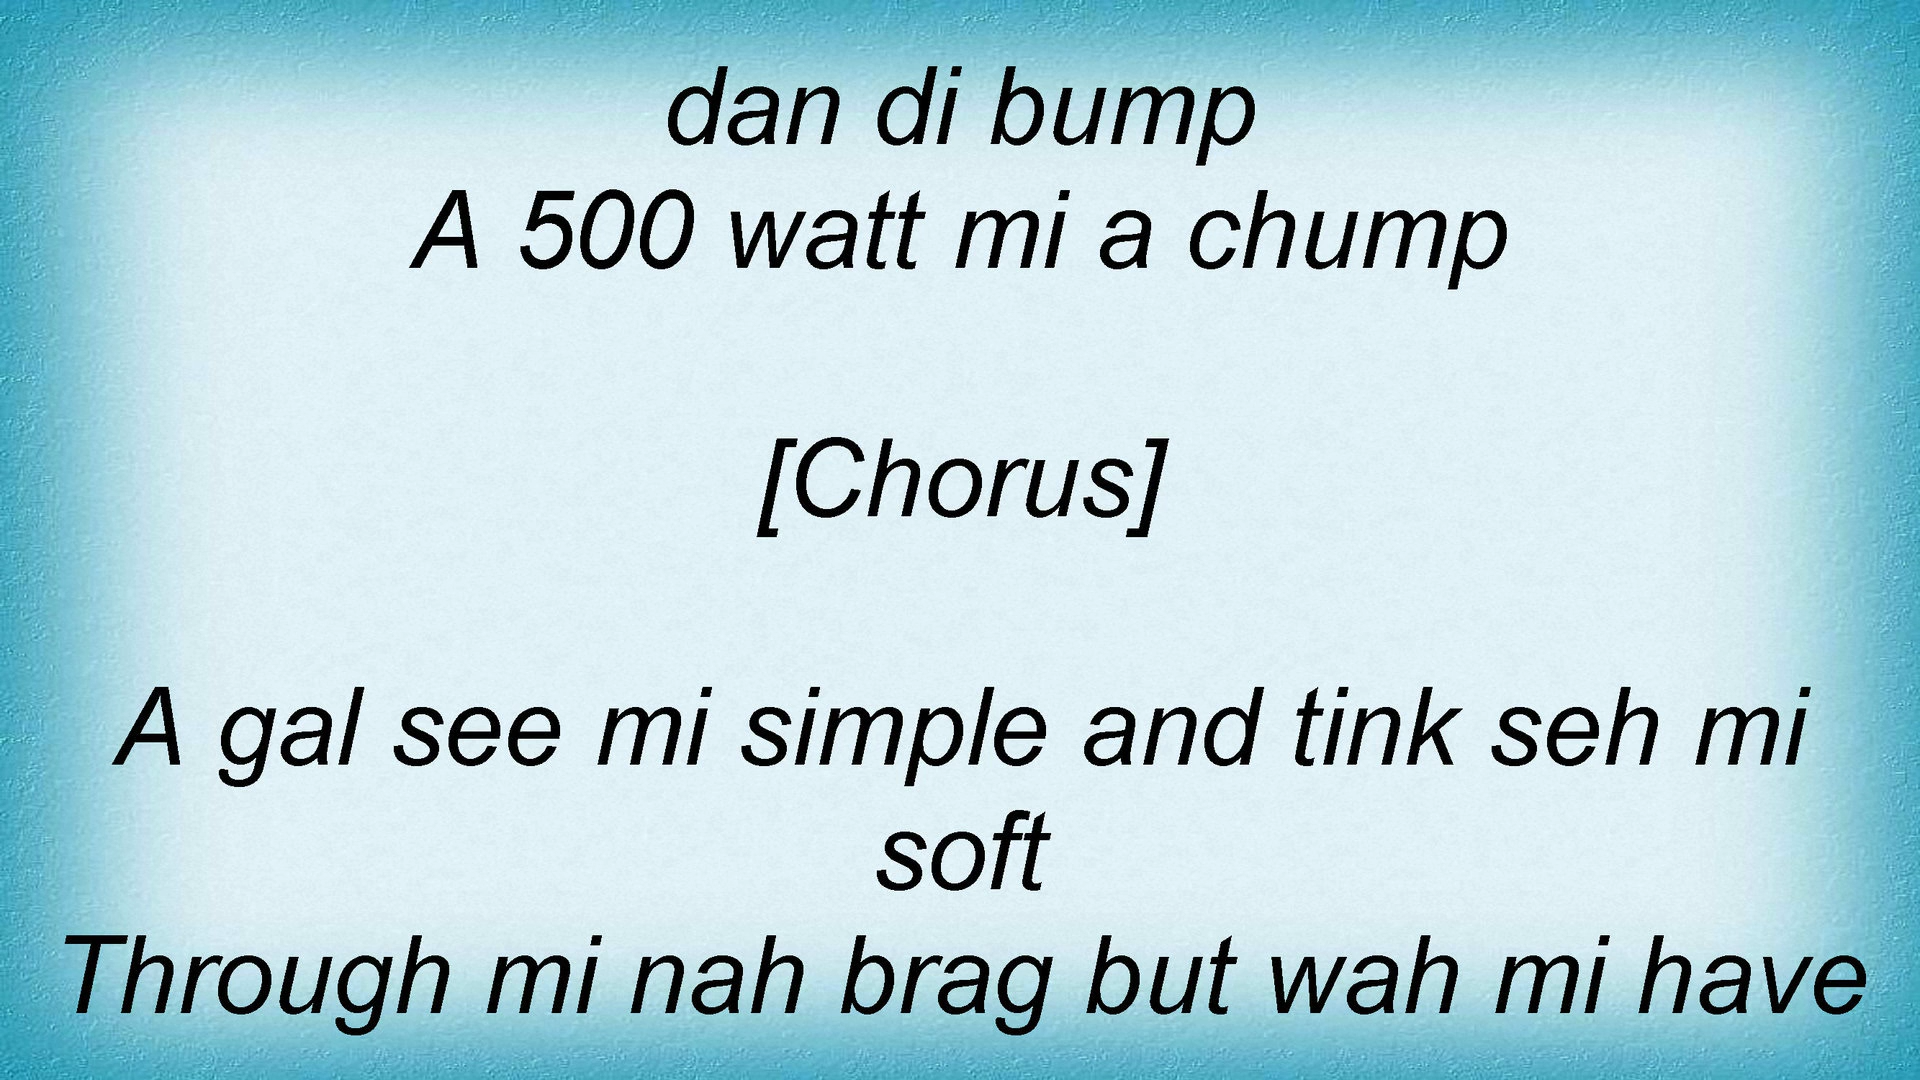 dan di bump
A 500 watt mi a chump
[Chorus]
A gal see mi simple and tink seh mi
soft
Through mi nah brag but wah mi have